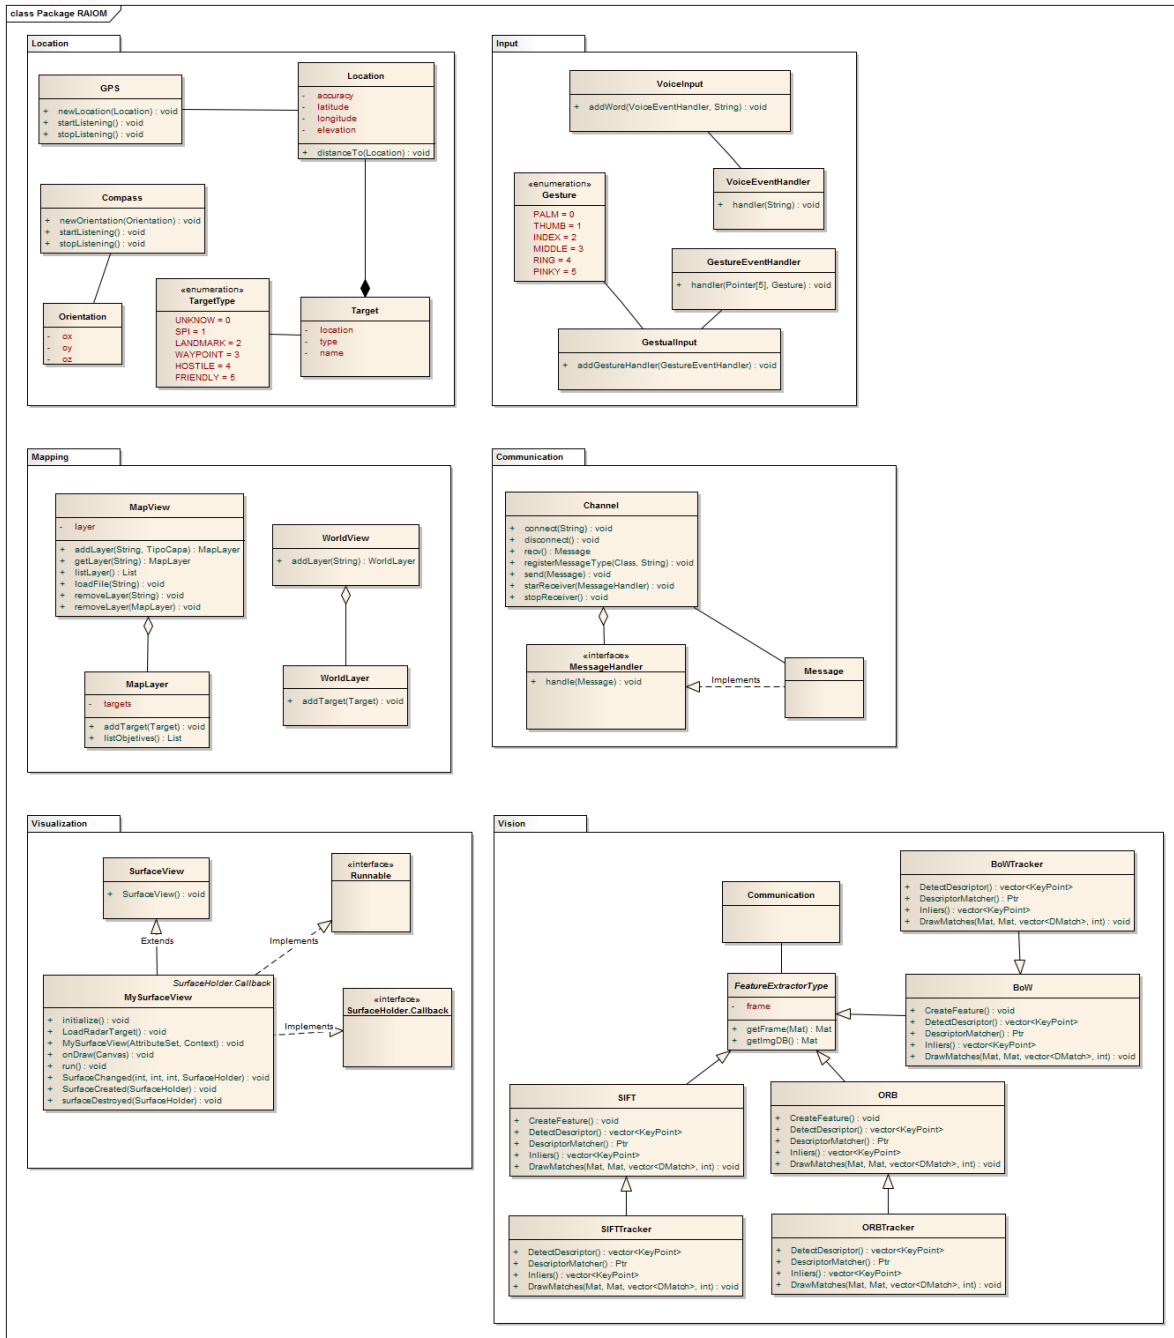 class Package RAIOM
Location
GPS
+ newLocation(Location) : void
+ startListening() : void
+ stopListening() : void
Location
- accuracy
- latitude
- longitude
- elevation
+ distanceTo(Location) : void
Compass
+ newOrientation(Orientation) : void
+ startListening() : void
+ stopListening() : void
Orientation
- ox
- oy
- oz
«enumeration»
TargetType
UNKNOW = 0
SPI = 1
LANDMARK = 2
WAYPOINT = 3
HOSTILE = 4
FRIENDLY = 5
Target
- location
- type
- name
Input
VoiceInput
+ addWord(VoiceEventHandler, String) : void
VoiceEventHandler
+ handler(String) : void
«enumeration»
Gesture
PALM = 0
THUMB = 1
INDEX = 2
MIDDLE = 3
RING = 4
PINKY = 5
GestureEventHandler
+ handler(Pointer[5], Gesture) : void
GestualInput
+ addGestureHandler(GestureEventHandler) : void
Mapping
MapView
- layer
+ addLayer(String, TipoCapa) : MapLayer
+ getLayer(String) : MapLayer
+ listLayer() : List
+ loadFile(String) : void
+ removeLayer(String) : void
+ removeLayer(MapLayer) : void
WorldView
+ addLayer(String) : WorldLayer
MapLayer
- targets
+ addTarget(Target) : void
+ listObjetives() : List
WorldLayer
+ addTarget(Target) : void
Communication
Channel
+ connect(String) : void
+ disconnect() : void
+ recv() : Message
+ registerMessageType(Class, String) : void
+ send(Message) : void
+ starReceiver(MessageHandler) : void
+ stopReceiver() : void
«interface»
MessageHandler
+ handle(Message) : void
Implements
Message
Visualization
SurfaceView
+ SurfaceView() : void
«interface»
Runnable
Extends
Implements
SurfaceHolder.Callback
MySurfaceView
+ initialize() : void
+ LoadRadarTarget() : void
+ MySurfaceView(AttributeSet, Context) : void
+ onDraw(Canvas) : void
+ run() : void
+ SurfaceChanged(int, int, int, SurfaceHolder) : void
+ SurfaceCreated(SurfaceHolder) : void
+ surfaceDestroyed(SurfaceHolder) : void
Implements
«interface»
SurfaceHolder.Callback
Vision
Communication
BoWTracker
+ DetectDescriptor() : vector<KeyPoint>
+ DescriptorMatcher() : Ptr
+ Inliers() : vector<KeyPoint>
+ DrawMatches(Mat, Mat, vector<DMatch>, int) : void
FeatureExtractorType
- frame
+ getFrame(Mat) : Mat
+ getImgDB() : Mat
BoW
+ CreateFeature() : void
+ DetectDescriptor() : vector<KeyPoint>
+ DescriptorMatcher() : Ptr
+ Inliers() : vector<KeyPoint>
+ DrawMatches(Mat, Mat, vector<DMatch>, int) : void
SIFT
+ CreateFeature() : void
+ DetectDescriptor() : vector<KeyPoint>
+ DescriptorMatcher() : Ptr
+ Inliers() : vector<KeyPoint>
+ DrawMatches(Mat, Mat, vector<DMatch>, int) : void
ORB
+ CreateFeature() : void
+ DetectDescriptor() : vector<KeyPoint>
+ DescriptorMatcher() : Ptr
+ Inliers() : vector<KeyPoint>
+ DrawMatches(Mat, Mat, vector<DMatch>, int) : void
SIFTTracker
+ DetectDescriptor() : vector<KeyPoint>
+ DescriptorMatcher() : Ptr
+ Inliers() : vector<KeyPoint>
+ DrawMatches(Mat, Mat, vector<DMatch>, int) : void
ORBTracker
+ DetectDescriptor() : vector<KeyPoint>
+ DescriptorMatcher() : Ptr
+ Inliers() : vector<KeyPoint>
+ DrawMatches(Mat, Mat, vector<DMatch>, int) : void